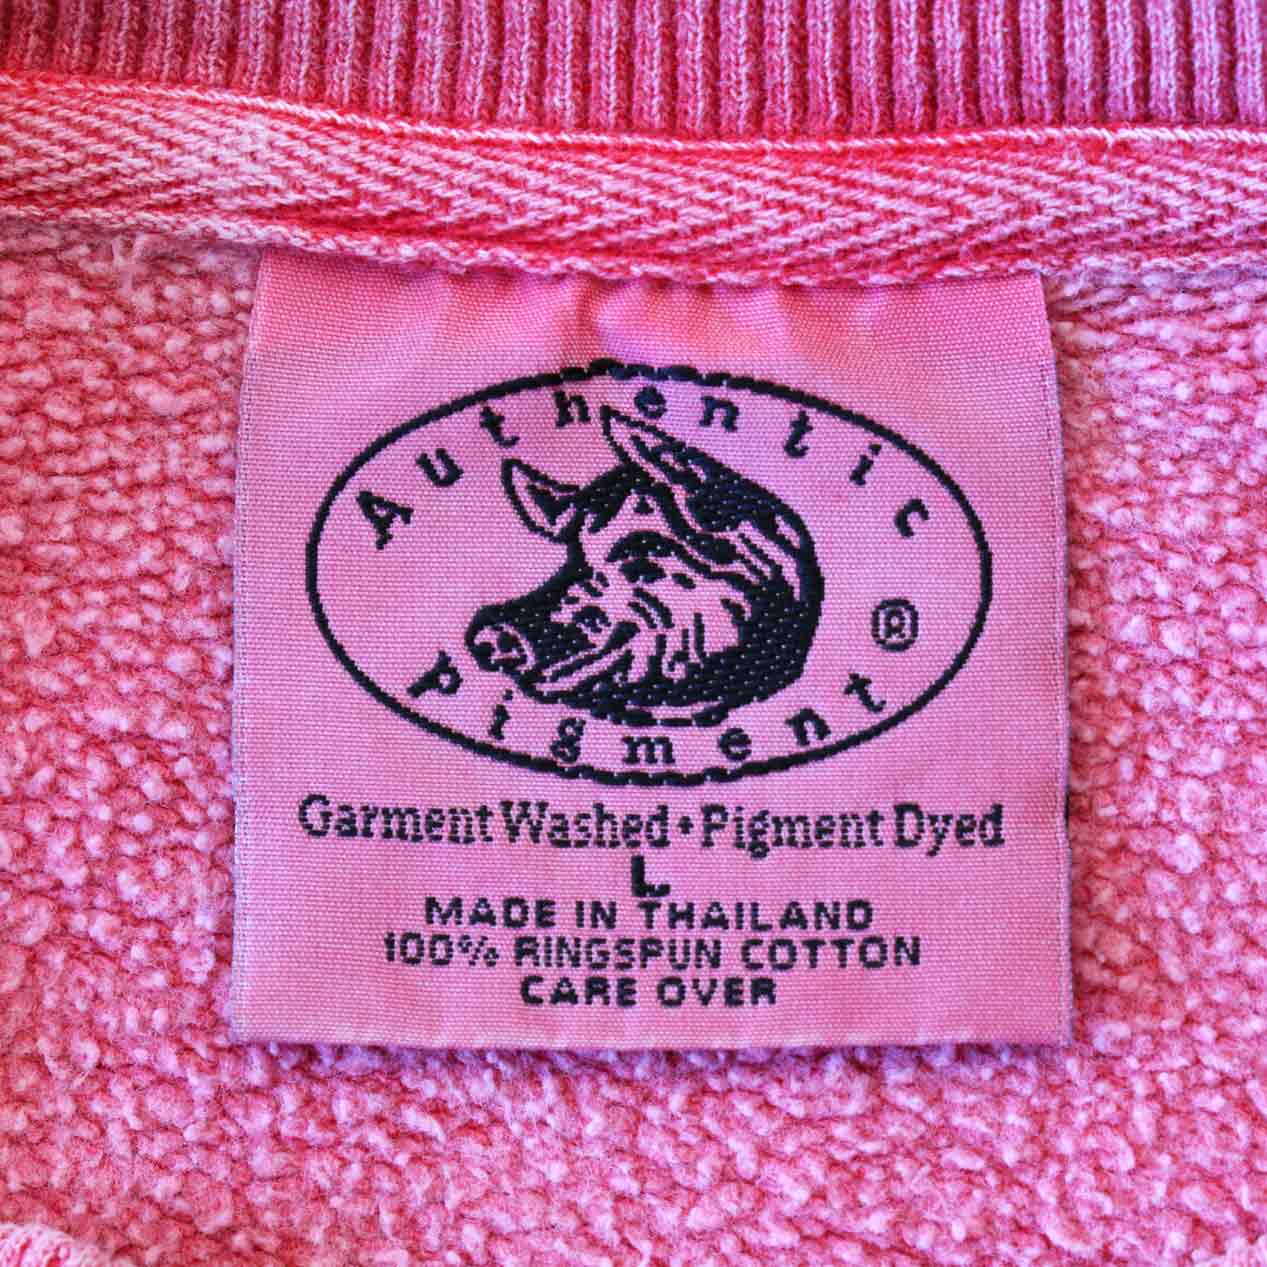 Authentic
Pigment ®
Garment Washed • Pigment Dyed
L
MADE IN THAILAND
100% RINGSPUN COTTON
CARE OVER